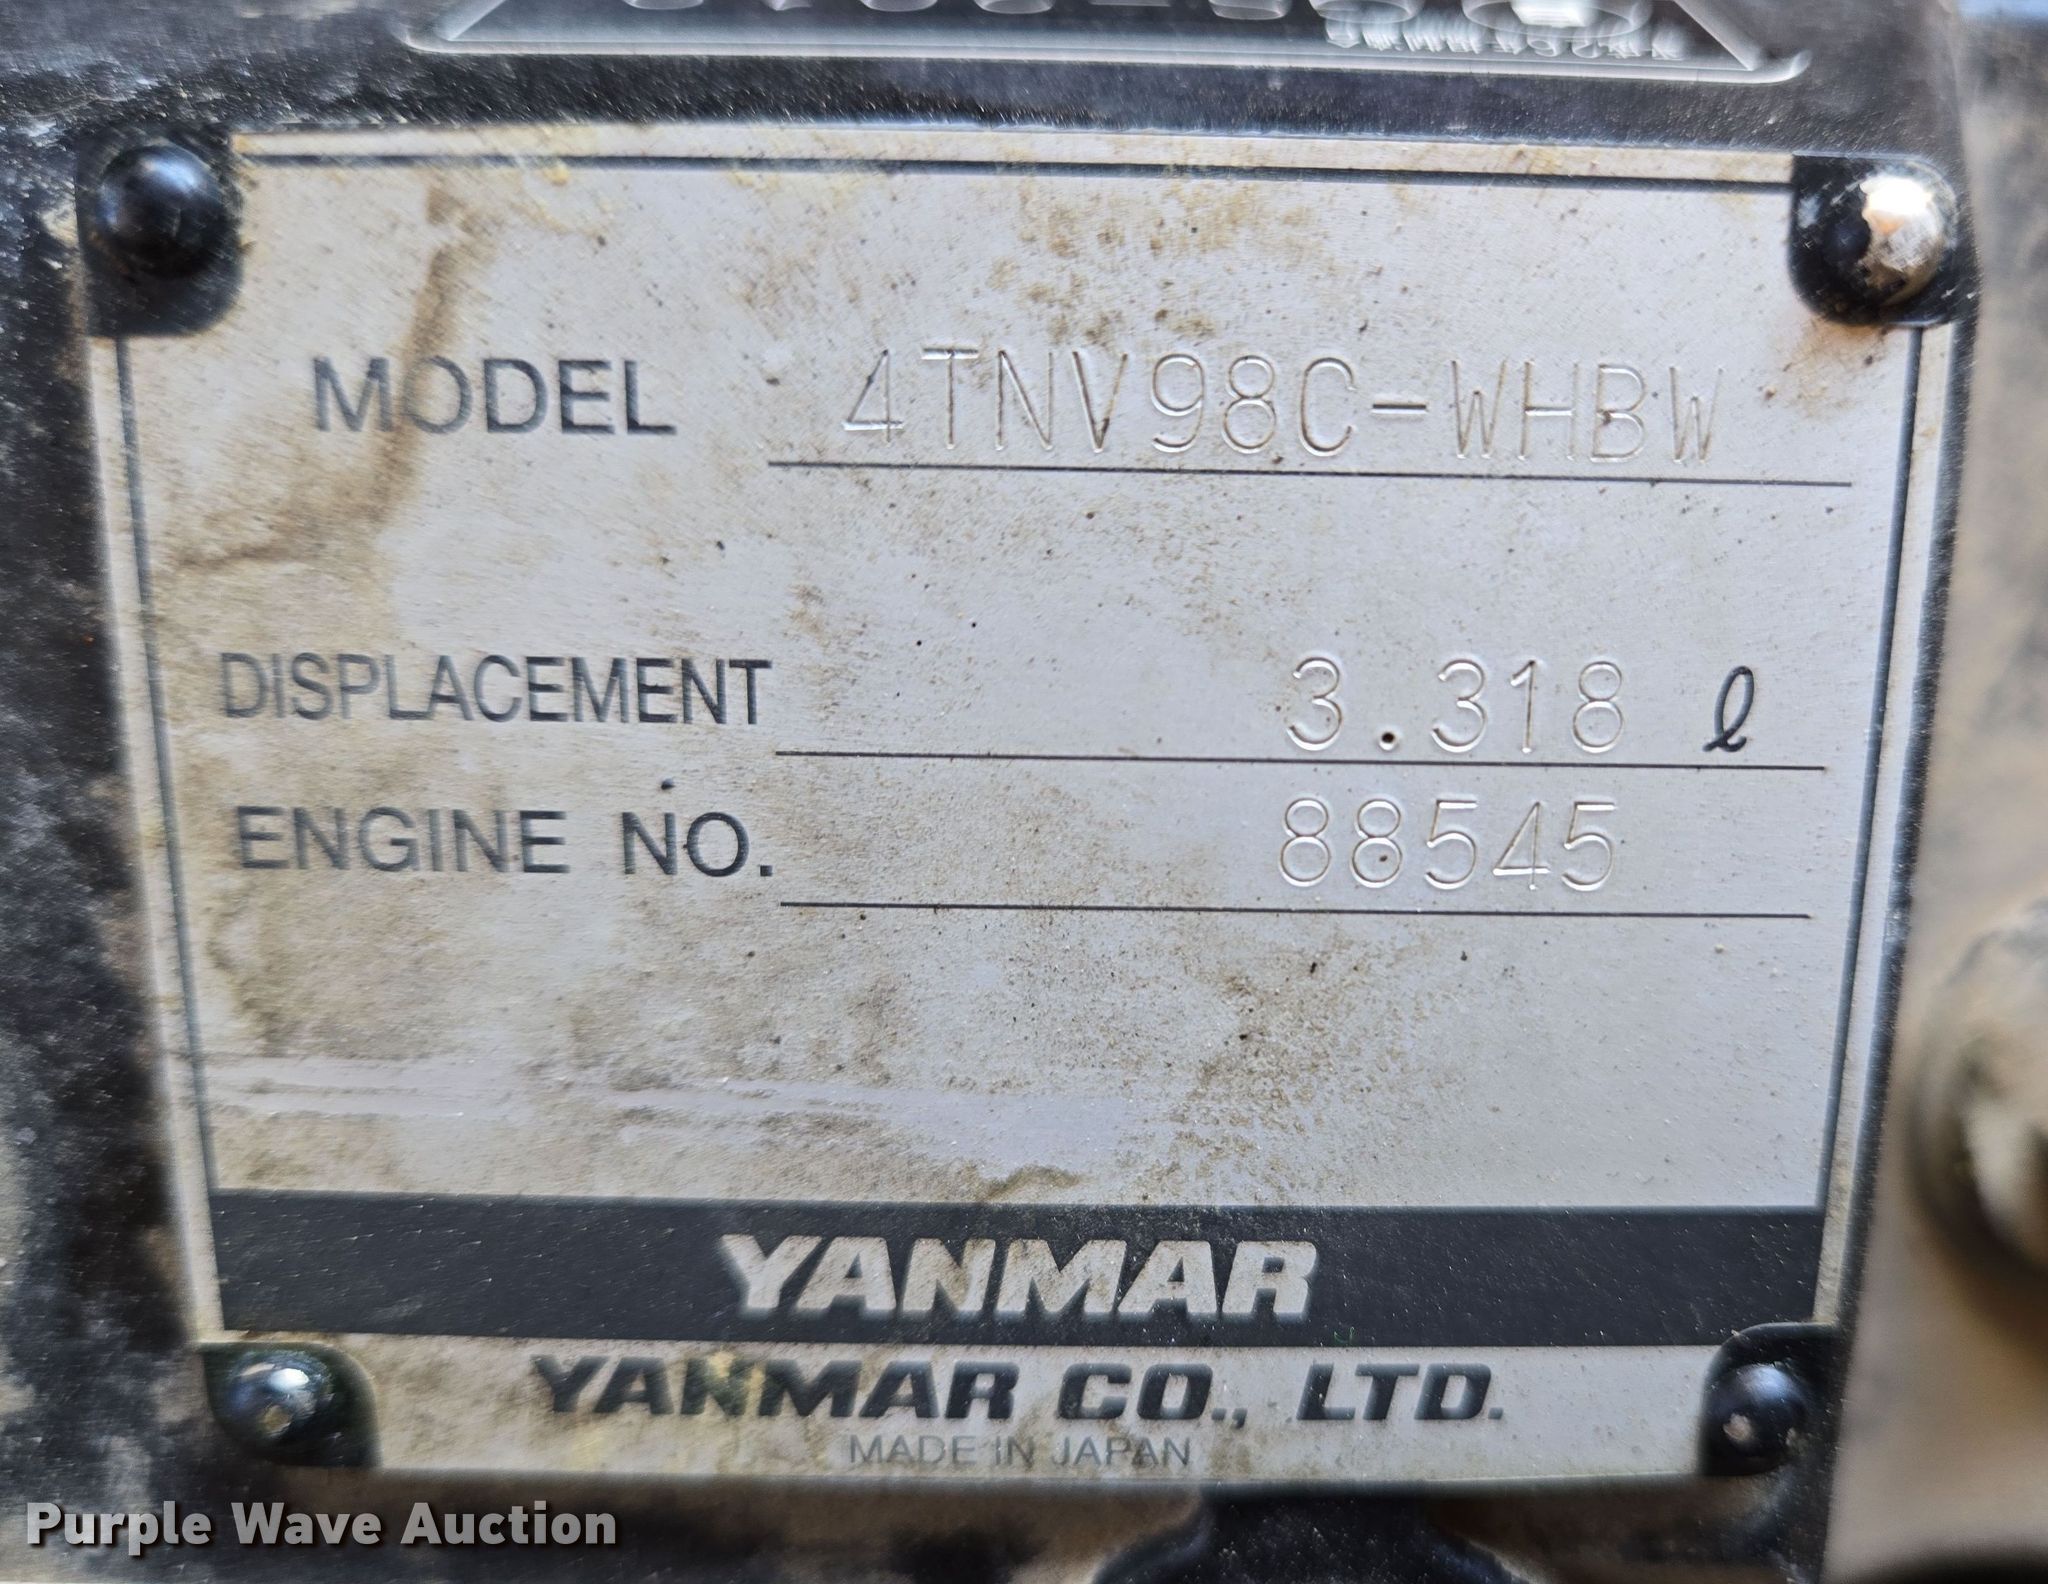 MODEL 4TNV98C-WHBW
DISPLACEMENT 3.318 ℓ
ENGINE NO. 88545
YANMAR
YANMAR CO., LTD.
MADE IN JAPAN
Purple Wave Auction